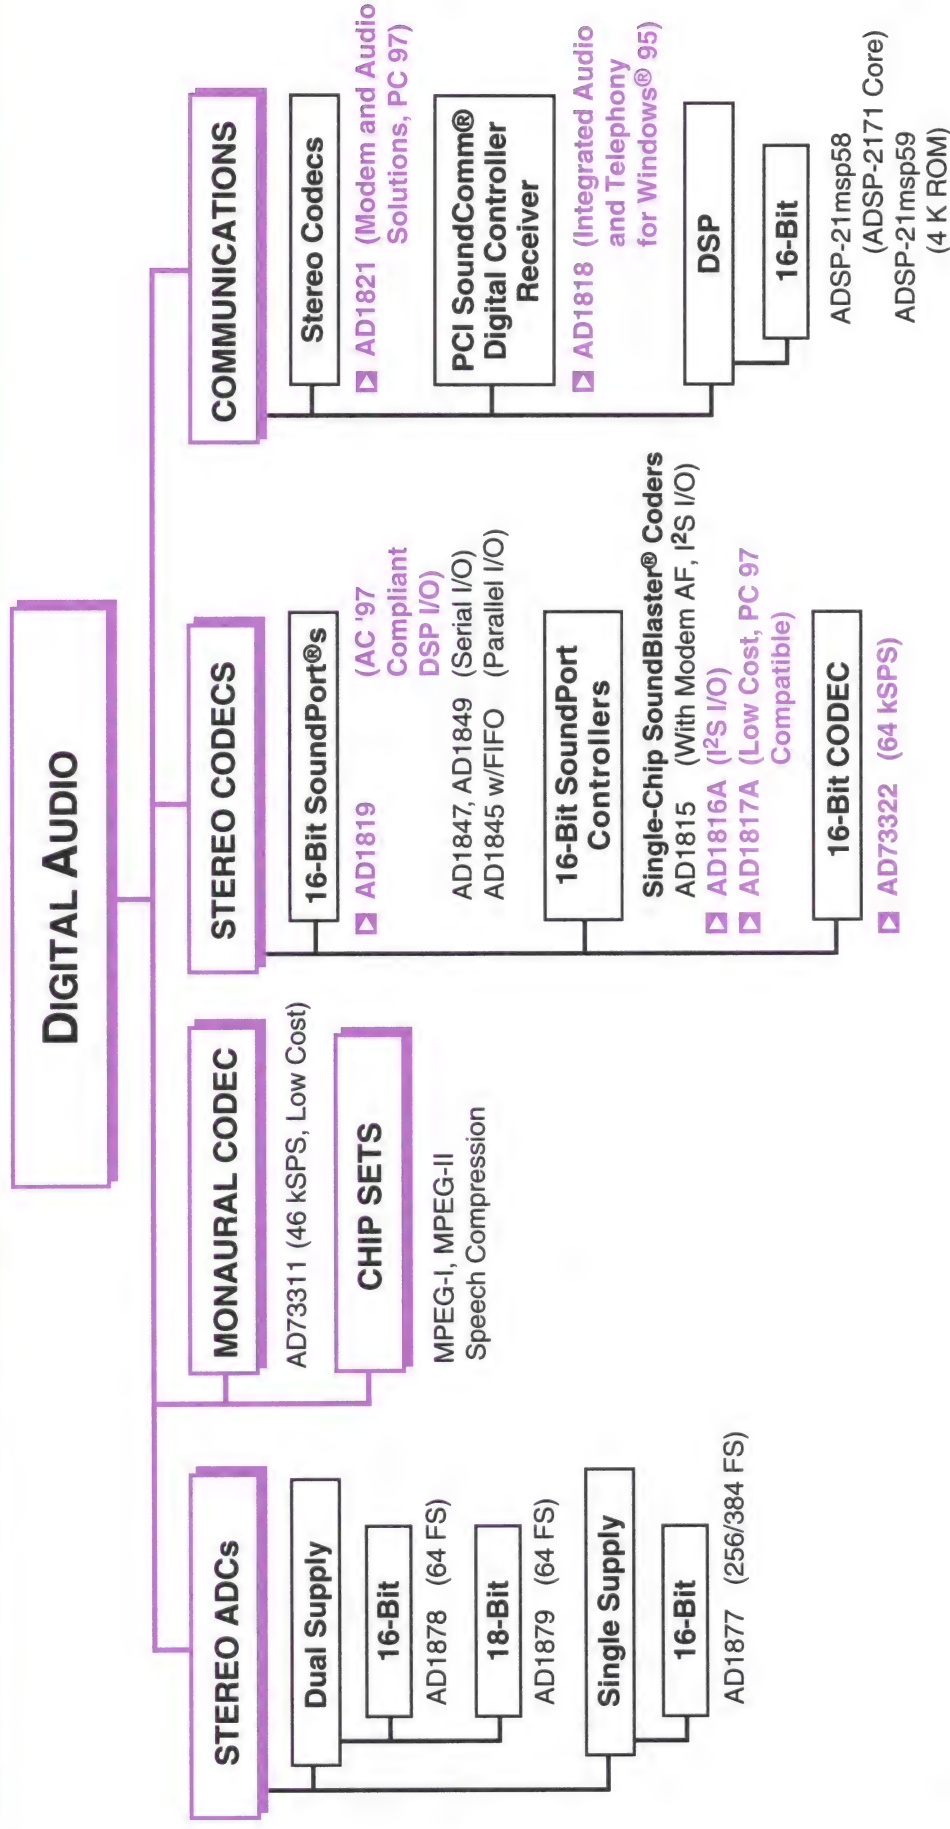 DIGITAL AUDIO
STEREO ADCs
Dual Supply
16-Bit
AD1878 (64 FS)
18-Bit
AD1879 (64 FS)
Single Supply
16-Bit
AD1877 (256/384 FS)
MONAURAL CODEC
AD73311 (46 kSPS, Low Cost)
CHIP SETS
MPEG-I, MPEG-II
Speech Compression
STEREO CODECS
16-Bit SoundPort®s
AD1819 (AC '97
Compliant
DSP I/O)
AD1847, AD1849 (Serial I/O)
AD1845 w/FIFO (Parallel I/O)
16-Bit SoundPort
Controllers
Single-Chip SoundBlaster® Coders
AD1815 (With Modem AF, I²S I/O)
AD1816A (I²S I/O)
AD1817A (Low Cost, PC 97
Compatible)
16-Bit CODEC
AD73322 (64 kSPS)
COMMUNICATIONS
Stereo Codecs
AD1821 (Modem and Audio
Solutions, PC 97)
PCI SoundComm®
Digital Controller
Receiver
AD1818 (Integrated Audio
and Telephony
for Windows® 95)
DSP
16-Bit
ADSP-21msp58
(ADSP-2171 Core)
ADSP-21msp59
(4 K ROM)